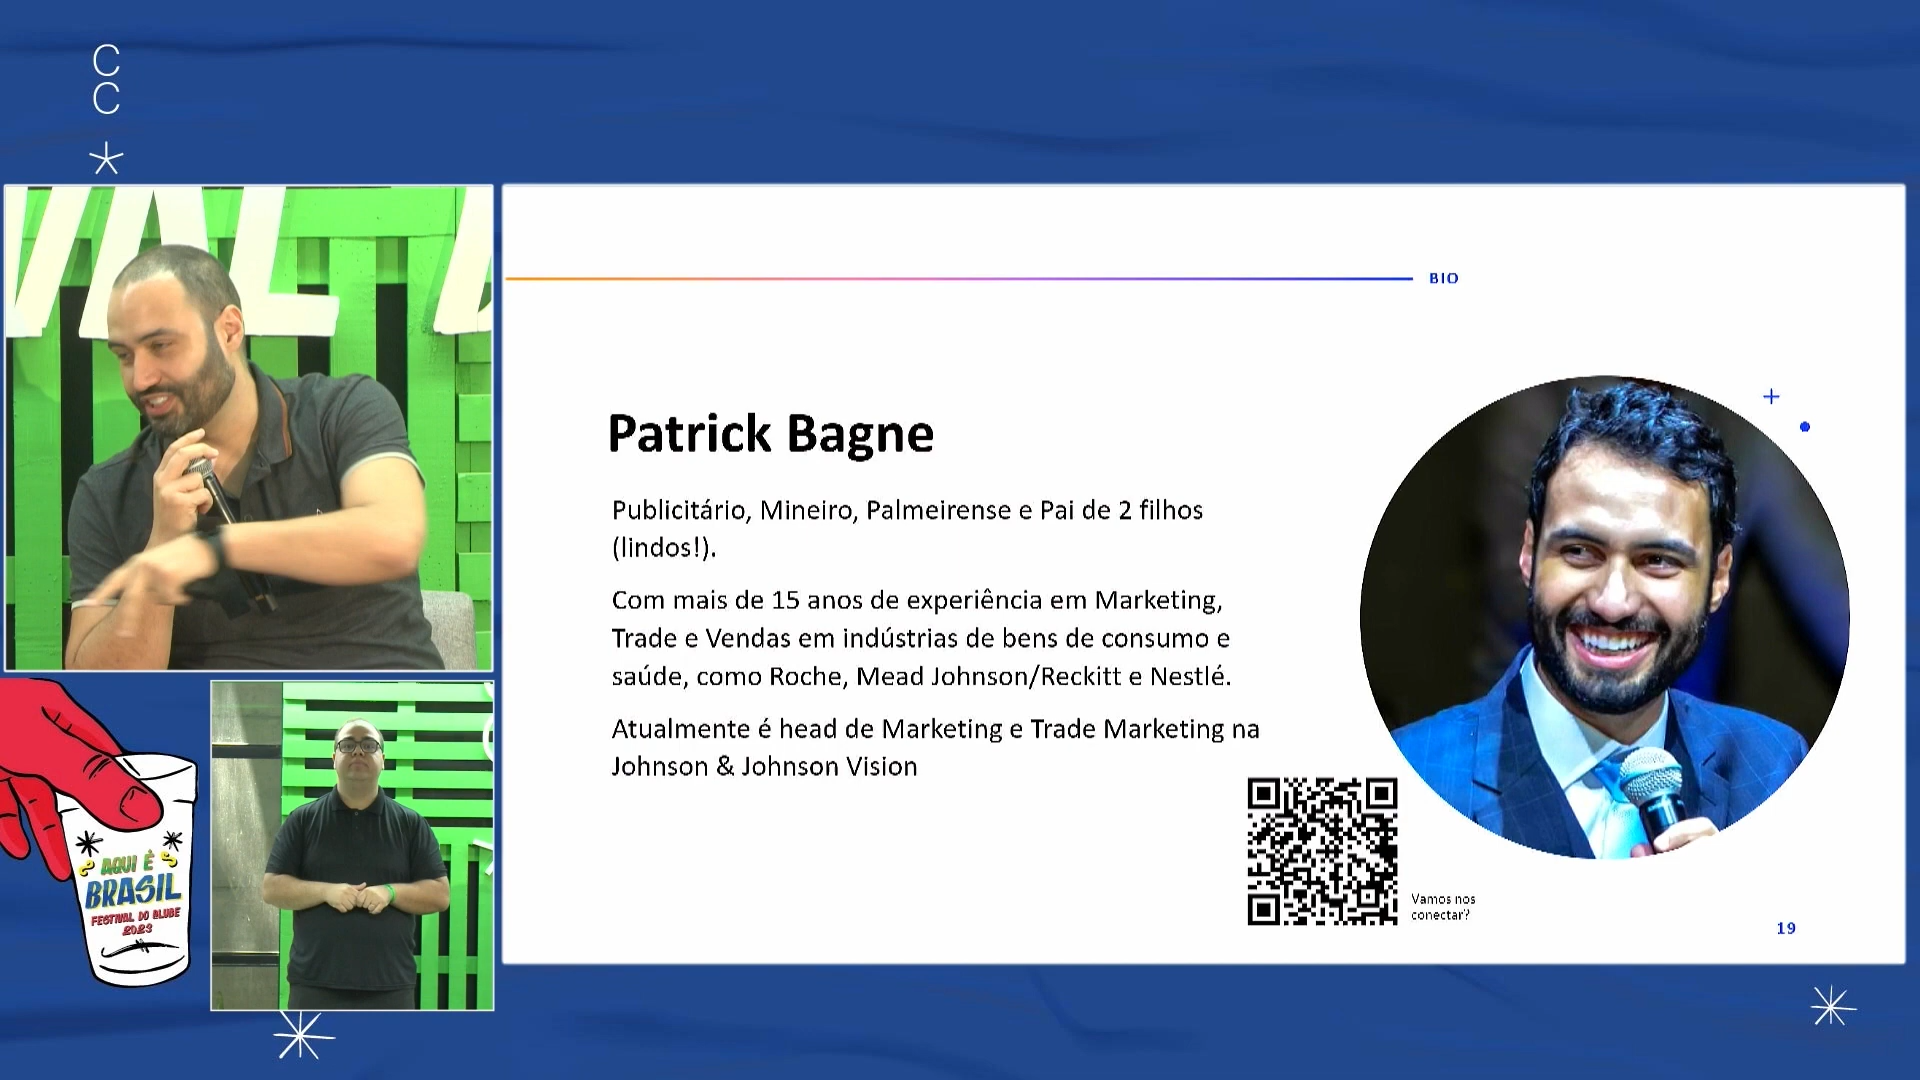 C
C
BIO
Patrick Bagne
Publicitário, Mineiro, Palmeirense e Pai de 2 filhos
(lindos!).
Com mais de 15 anos de experiência em Marketing,
Trade e Vendas em indústrias de bens de consumo e
saúde, como Roche, Mead Johnson/Reckitt e Nestlé.
Atualmente é head de Marketing e Trade Marketing na
Johnson & Johnson Vision
Vamos nos
conectar?
19
AQUI É
BRASIL
FESTIVAL DO CLUBE
2023